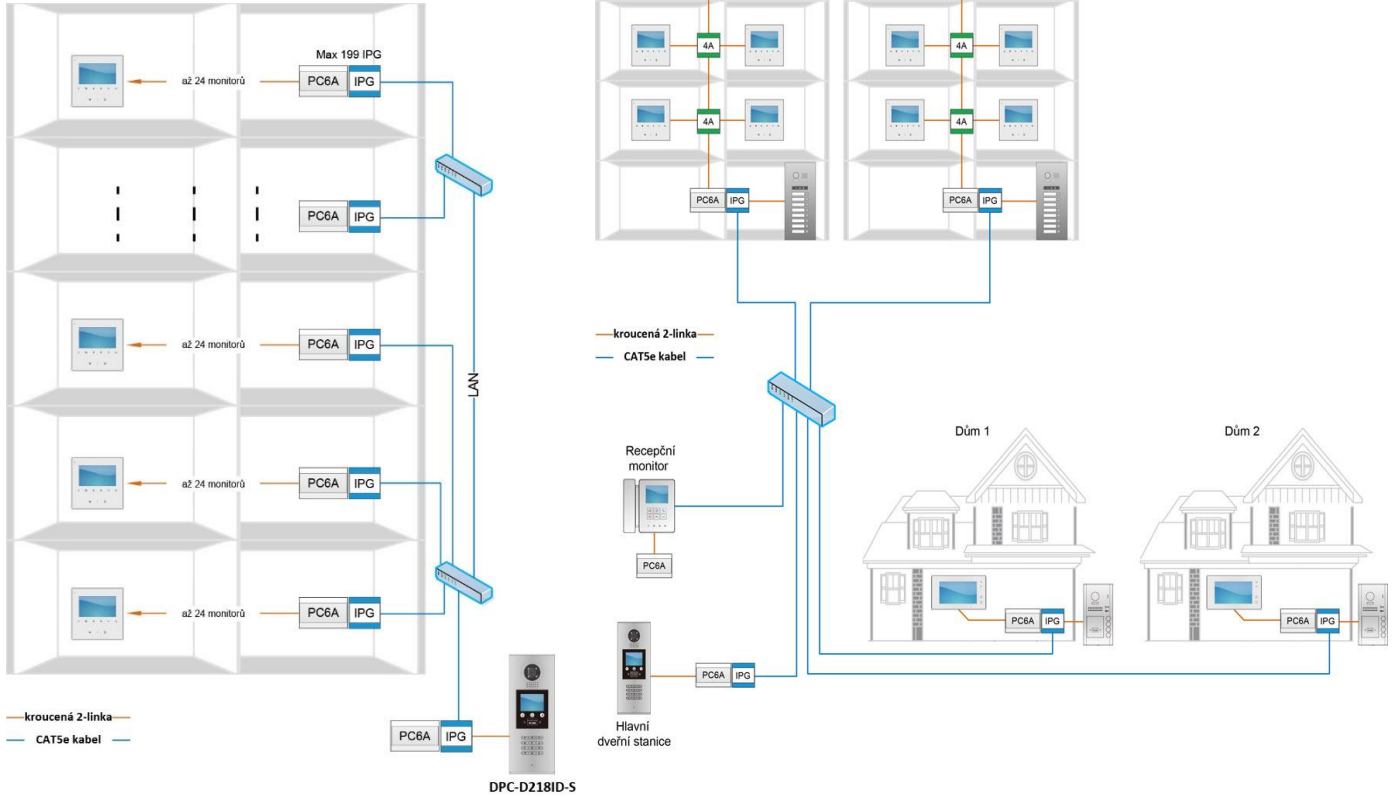 Max 199 IPG
až 24 monitorů
PC6A IPG
PC6A IPG
až 24 monitorů
PC6A IPG
LAN
až 24 monitorů
PC6A IPG
až 24 monitorů
PC6A IPG
PC6A IPG
DPC-D218ID-S
kroucená 2-linka
CAT5e kabel
4A
4A
4A
4A
PC6A IPG
PC6A IPG
kroucená 2-linka
CAT5e kabel
Recepční
monitor
PC6A
Dům 1
Dům 2
PC6A IPG
PC6A IPG
PC6A IPG
Hlavní
dveřní stanice